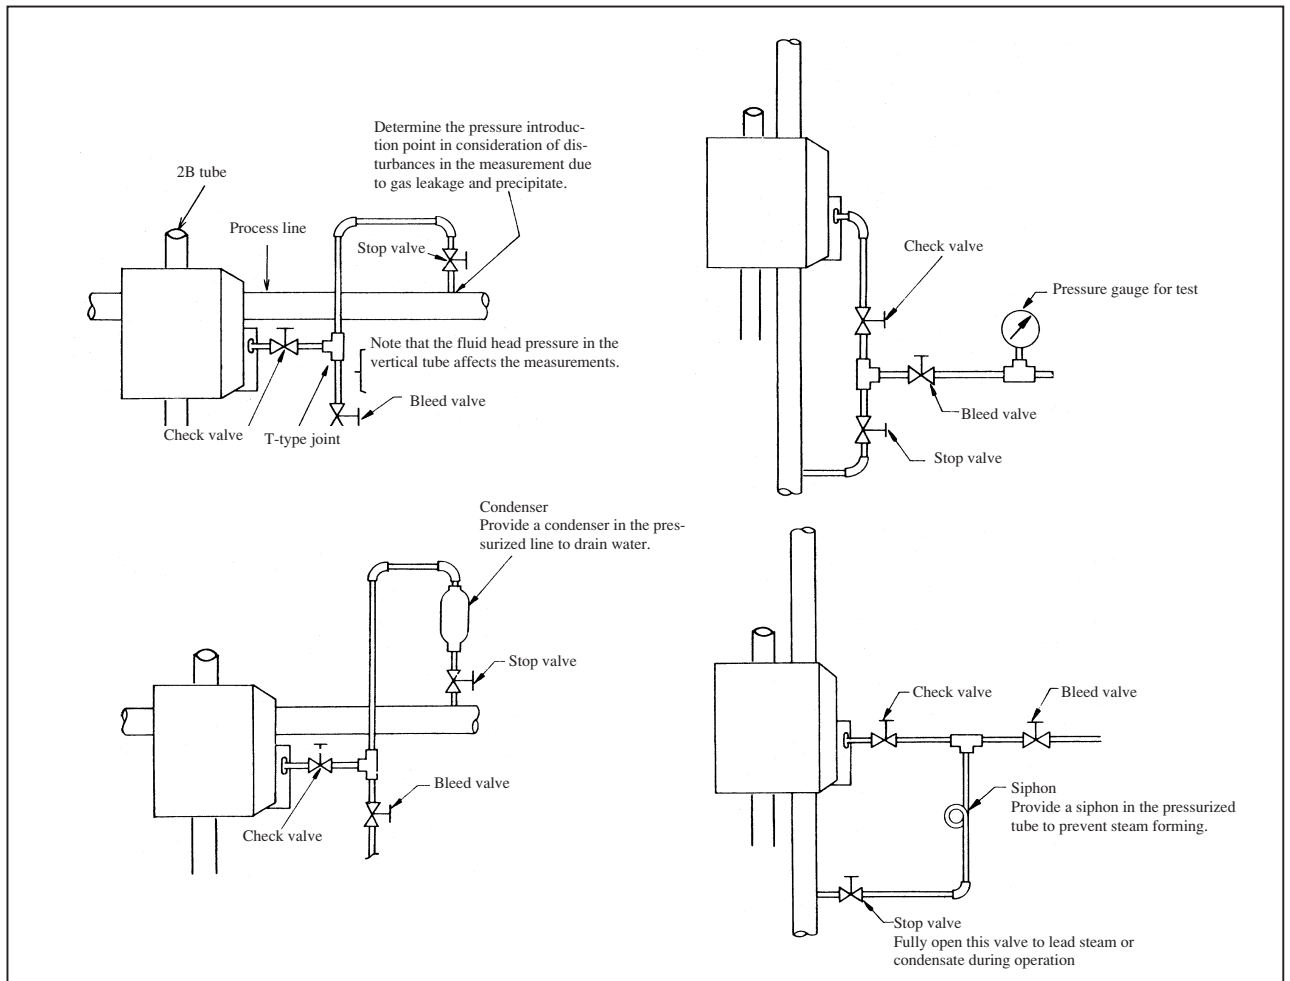 Determine the pressure introduc-
tion point in consideration of dis-
turbances in the measurement due
to gas leakage and precipitate.
2B tube
Process line
Stop valve
Note that the fluid head pressure in the
vertical tube affects the measurements.
Bleed valve
Check valve
T-type joint
Check valve
Pressure gauge for test
Bleed valve
Stop valve
Condenser
Provide a condenser in the pres-
surized line to drain water.
Stop valve
Bleed valve
Check valve
Check valve
Bleed valve
Siphon
Provide a siphon in the pressurized
tube to prevent steam forming.
Stop valve
Fully open this valve to lead steam or
condensate during operation